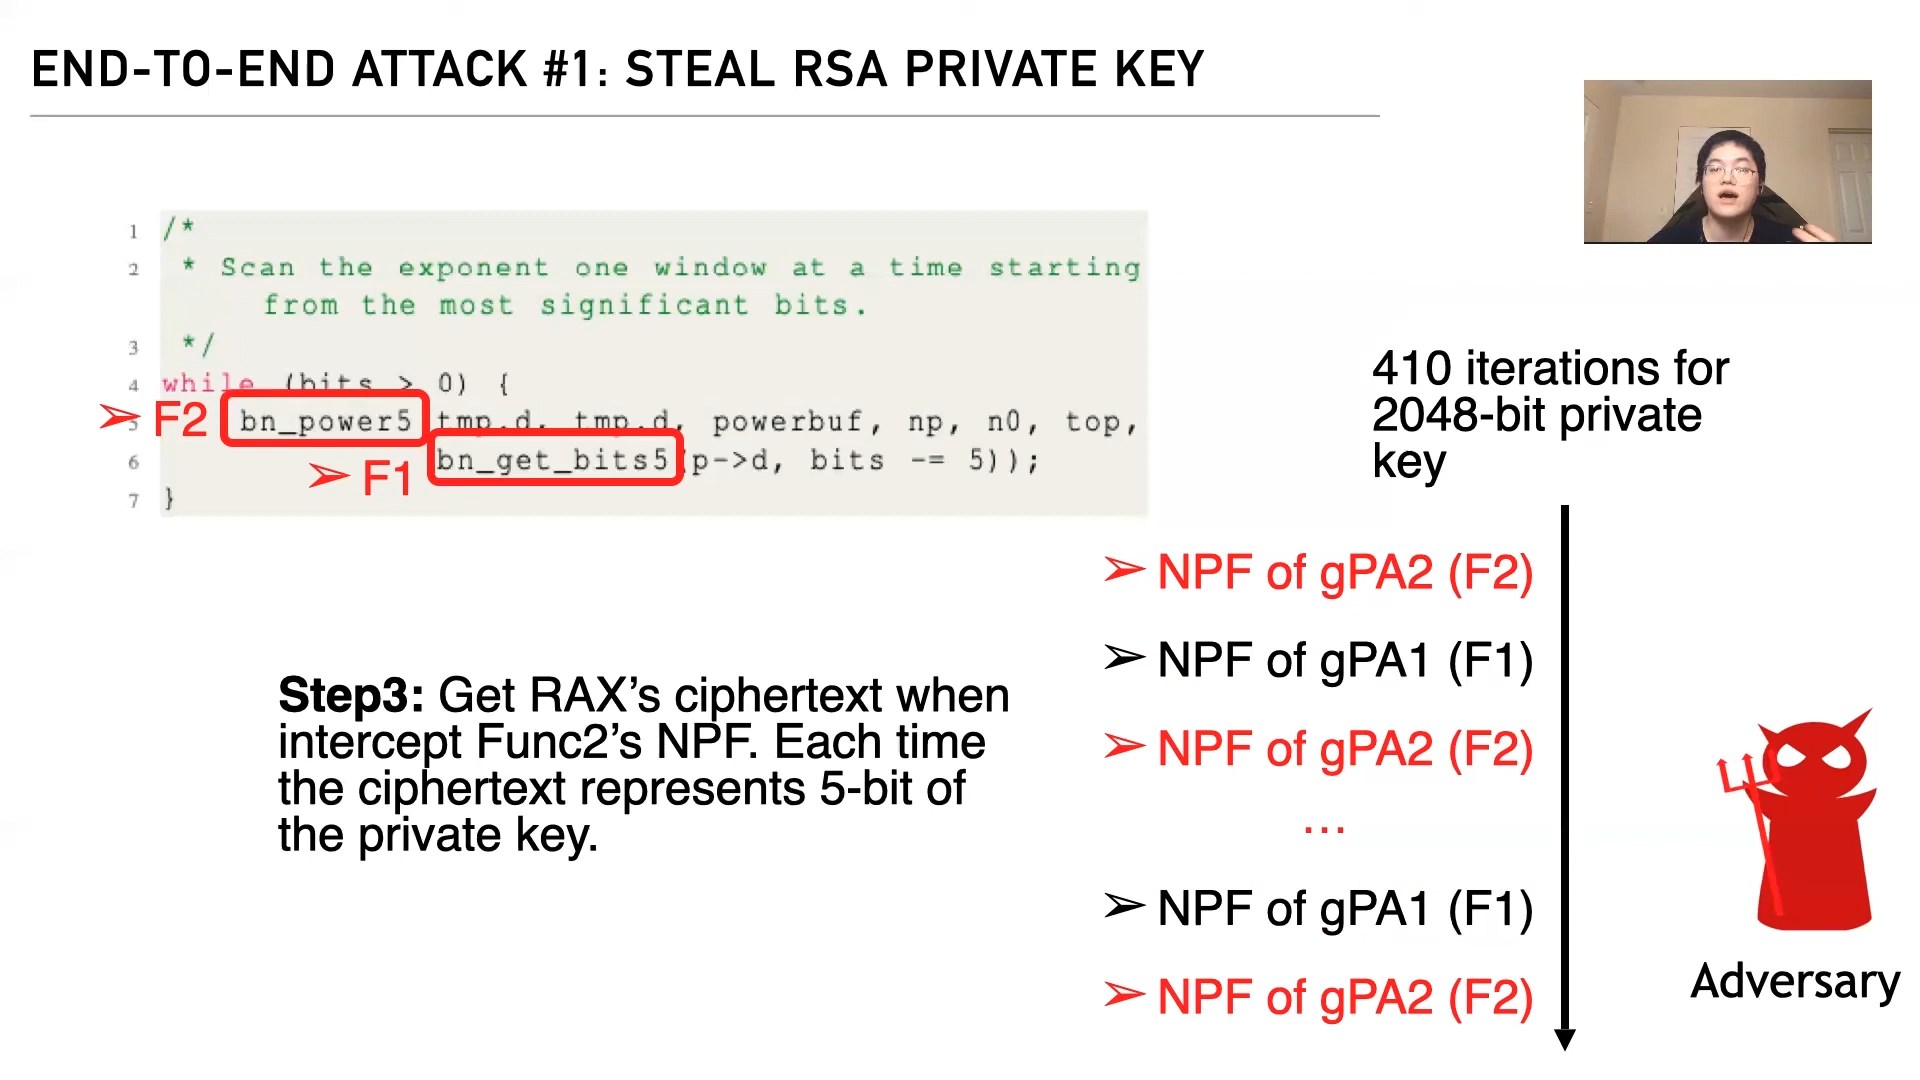 END-TO-END ATTACK #1: STEAL RSA PRIVATE KEY
1 /*
2 * Scan the exponent one window at a time starting
from the most significant bits.
3 */
4 while (bits > 0) {
➢ F2 5 bn_power5 tmp.d, tmp.d, powerbuf, np, n0, top,
6 bn_get_bits5(p->d, bits -= 5));
➢ F1
7 }
410 iterations for
2048-bit private
key
➢ NPF of gPA2 (F2)
➢ NPF of gPA1 (F1)
➢ NPF of gPA2 (F2)
...
➢ NPF of gPA1 (F1)
➢ NPF of gPA2 (F2)
Step3: Get RAX’s ciphertext when
intercept Func2’s NPF. Each time
the ciphertext represents 5-bit of
the private key.
Adversary